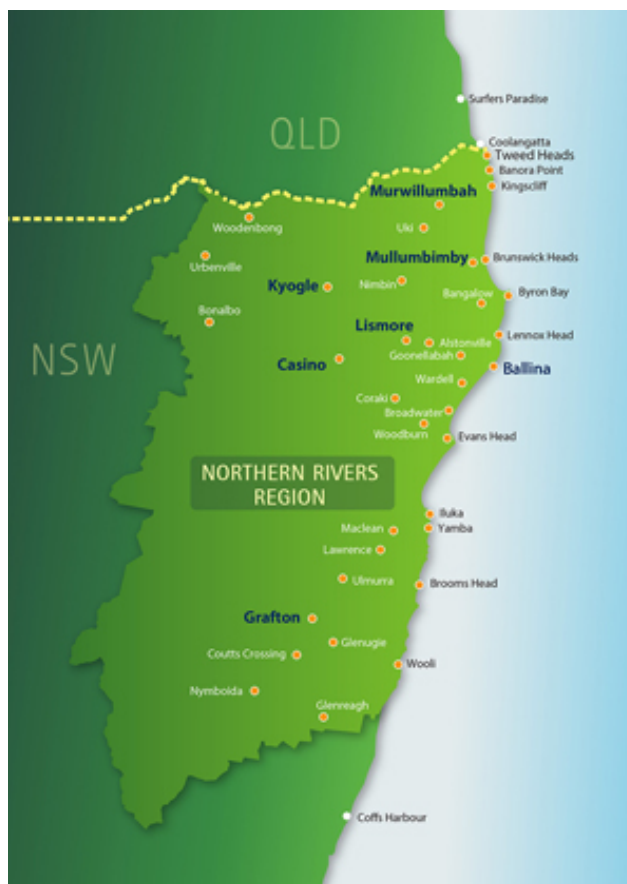 Surfers Paradise
QLD
Coolangatta
Tweed Heads
Banora Point
Kingscliff
Murwillumbah
Woodenbong
Uki
Urbenville
Mullumbimby
Brunswick Heads
Kyogle
Nimbin
Bangalow
Byron Bay
Bonalbo
Lismore
Lennox Head
Alstonville
NSW
Goonellabah
Casino
Ballina
Wardell
Coraki
Broadwater
Woodburn
Evans Head
NORTHERN RIVERS
REGION
Iluka
Maclean
Yamba
Lawrence
Ulmurra
Brooms Head
Grafton
Glenugie
Coutts Crossing
Wooli
Nymboida
Glenreagh
Coffs Harbour